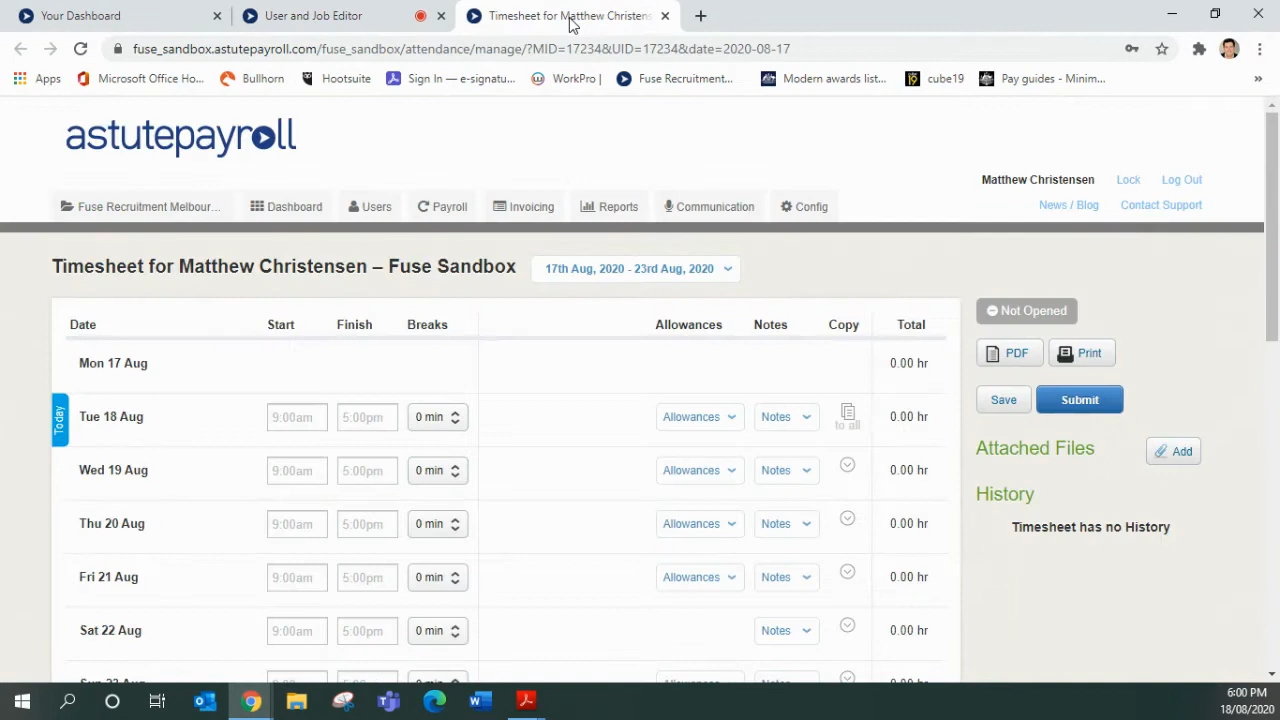 Your Dashboard
User and Job Editor
Timesheet for Matthew Christens
fuse_sandbox.astutepayroll.com/fuse_sandbox/attendance/manage/?MID=17234&UID=17234&date=2020-08-17
Apps Microsoft Office Ho... Bullhorn Hootsuite Sign In — e-signatu... WorkPro | Fuse Recruitment... Modern awards list... cube19 Pay guides - Minim... »
astutepayroll
Matthew Christensen Lock Log Out
News / Blog Contact Support
Fuse Recruitment Melbour... Dashboard Users Payroll Invoicing Reports Communication Config
Timesheet for Matthew Christensen – Fuse Sandbox 17th Aug, 2020 - 23rd Aug, 2020
Date Start Finish Breaks Allowances Notes Copy Total
Mon 17 Aug 0.00 hr
Today Tue 18 Aug 9:00am 5:00pm 0 min Allowances Notes to all 0.00 hr
Wed 19 Aug 9:00am 5:00pm 0 min Allowances Notes 0.00 hr
Thu 20 Aug 9:00am 5:00pm 0 min Allowances Notes 0.00 hr
Fri 21 Aug 9:00am 5:00pm 0 min Allowances Notes 0.00 hr
Sat 22 Aug 9:00am 5:00pm 0 min Notes 0.00 hr
Not Opened
PDF Print
Save Submit
Attached Files Add
History
Timesheet has no History
6:00 PM
18/08/2020